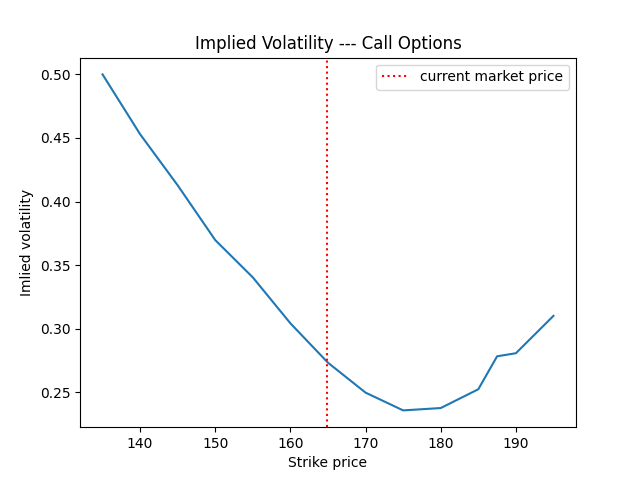 Implied Volatility --- Call Options
current market price
0.50
0.45
0.40
0.35
0.30
0.25
Imlied volatility
140 150 160 170 180 190
Strike price